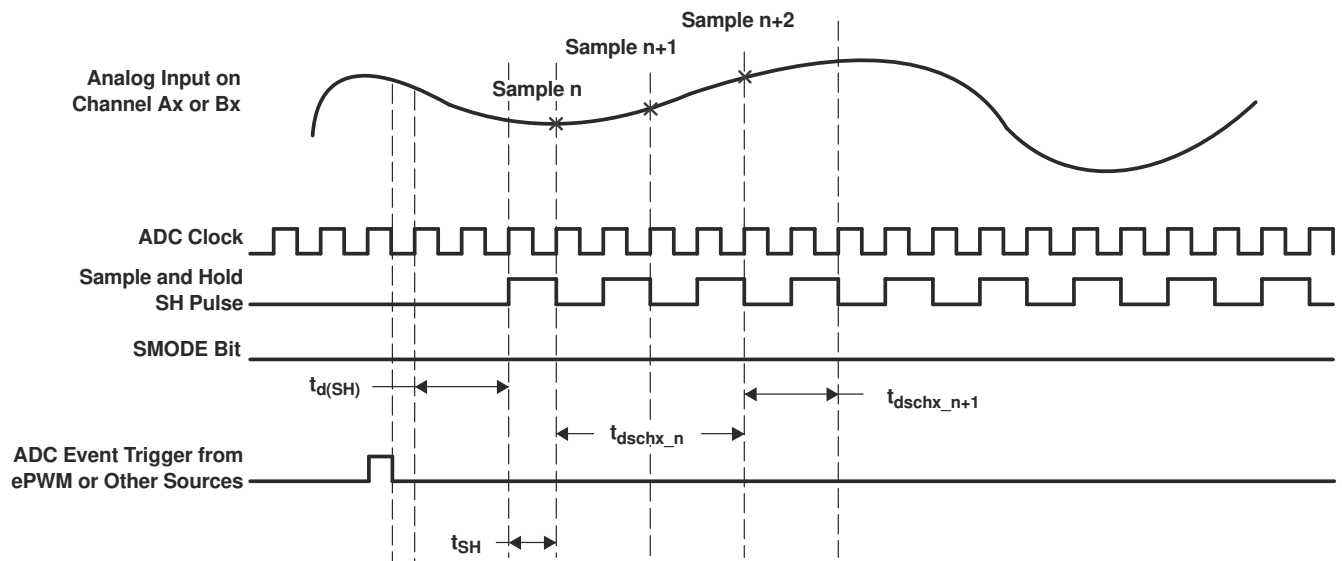 Sample n+2
Sample n+1
Analog Input on
Channel Ax or Bx
Sample n
ADC Clock
Sample and Hold
SH Pulse
SMODE Bit
td(SH)
tdschx_n+1
tdschx_n
ADC Event Trigger from
ePWM or Other Sources
tSH